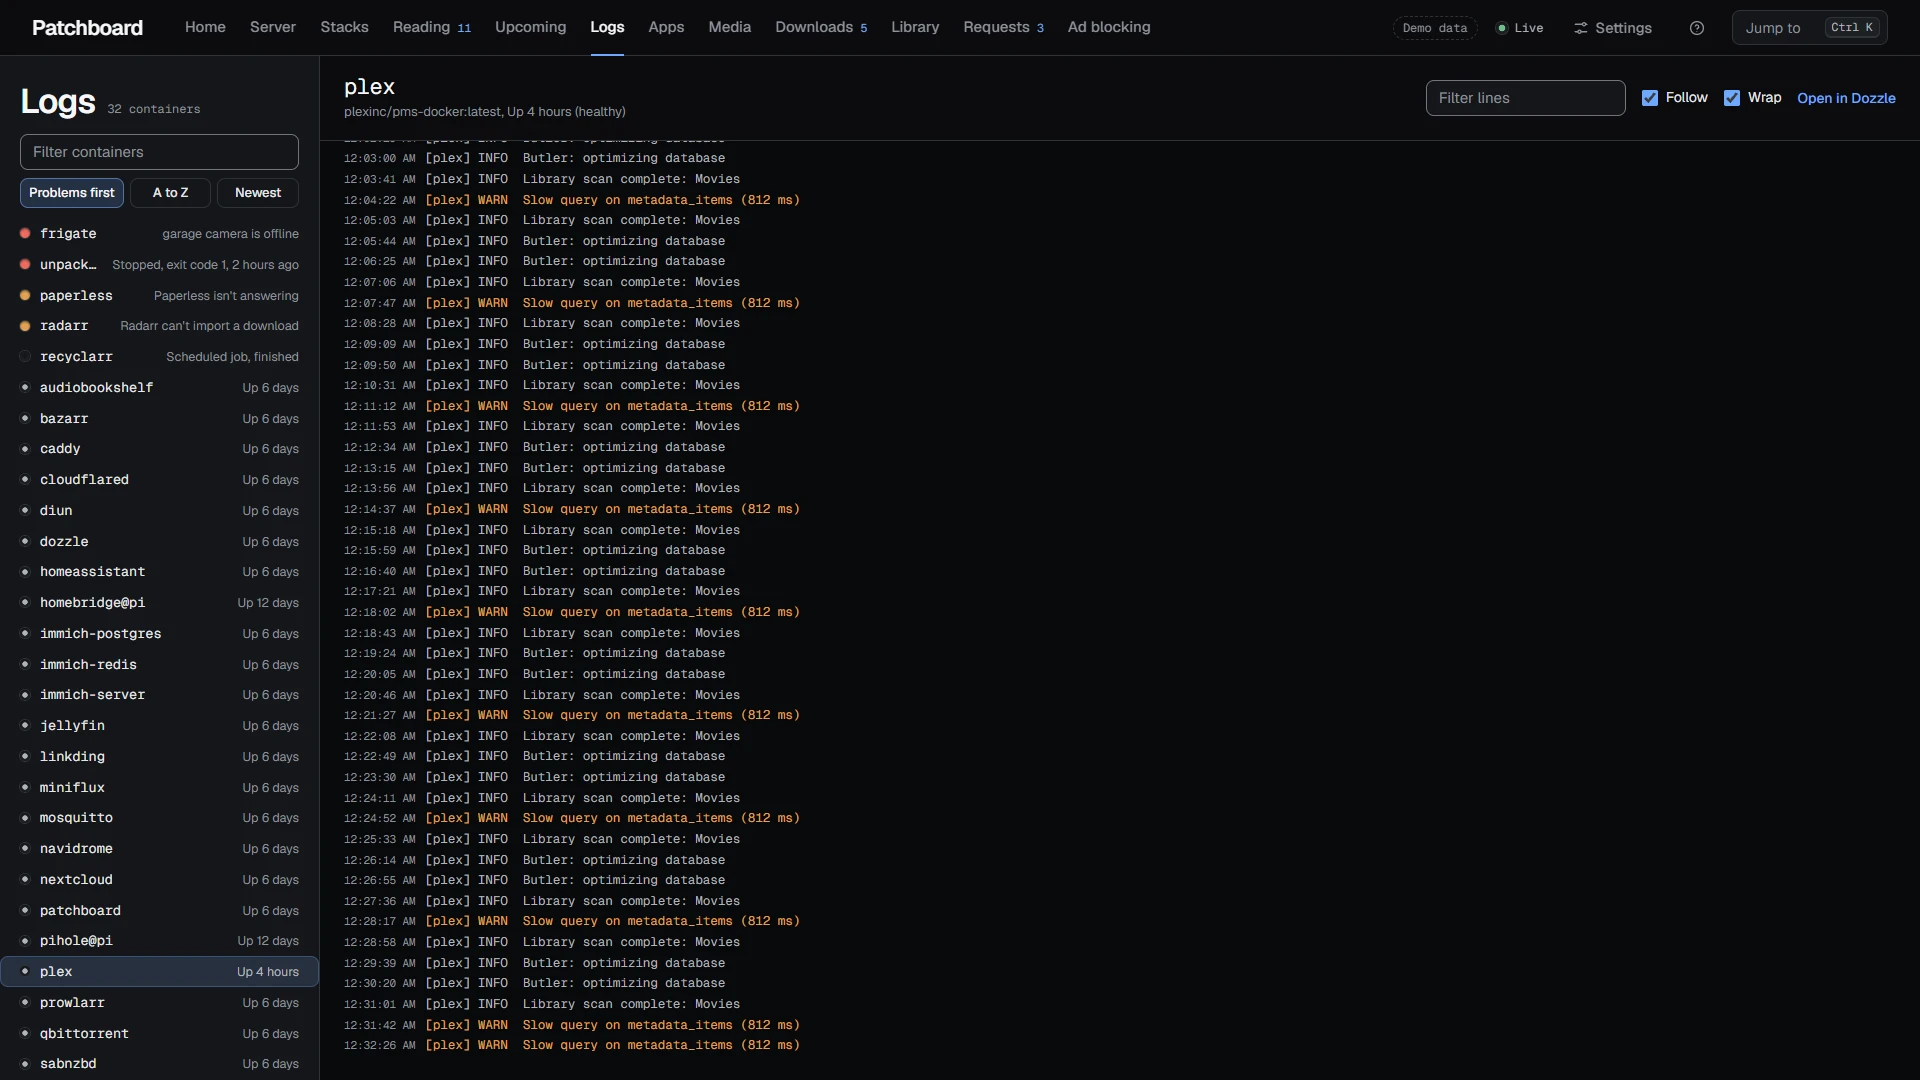 Patchboard Home Server Stacks Reading 11 Upcoming Logs Apps Media Downloads 5 Library Requests 3 Ad blocking Demo data Live Settings Jump to Ctrl K
Logs 32 containers
Filter containers
Problems first A to Z Newest
frigate garage camera is offline
unpack… Stopped, exit code 1, 2 hours ago
paperless Paperless isn't answering
radarr Radarr can't import a download
recyclarr Scheduled job, finished
audiobookshelf Up 6 days
bazarr Up 6 days
caddy Up 6 days
cloudflared Up 6 days
diun Up 6 days
dozzle Up 6 days
homeassistant Up 6 days
homebridge@pi Up 12 days
immich-postgres Up 6 days
immich-redis Up 6 days
immich-server Up 6 days
jellyfin Up 6 days
linkding Up 6 days
miniflux Up 6 days
mosquitto Up 6 days
navidrome Up 6 days
nextcloud Up 6 days
patchboard Up 6 days
pihole@pi Up 12 days
plex Up 4 hours
prowlarr Up 6 days
qbittorrent Up 6 days
sabnzbd Up 6 days
plex
plexinc/pms-docker:latest, Up 4 hours (healthy)
Filter lines Follow Wrap Open in Dozzle
12:03:00 AM [plex] INFO Butler: optimizing database
12:03:41 AM [plex] INFO Library scan complete: Movies
12:04:22 AM [plex] WARN Slow query on metadata_items (812 ms)
12:05:03 AM [plex] INFO Library scan complete: Movies
12:05:44 AM [plex] INFO Butler: optimizing database
12:06:25 AM [plex] INFO Butler: optimizing database
12:07:06 AM [plex] INFO Library scan complete: Movies
12:07:47 AM [plex] WARN Slow query on metadata_items (812 ms)
12:08:28 AM [plex] INFO Library scan complete: Movies
12:09:09 AM [plex] INFO Butler: optimizing database
12:09:50 AM [plex] INFO Butler: optimizing database
12:10:31 AM [plex] INFO Library scan complete: Movies
12:11:12 AM [plex] WARN Slow query on metadata_items (812 ms)
12:11:53 AM [plex] INFO Library scan complete: Movies
12:12:34 AM [plex] INFO Butler: optimizing database
12:13:15 AM [plex] INFO Butler: optimizing database
12:13:56 AM [plex] INFO Library scan complete: Movies
12:14:37 AM [plex] WARN Slow query on metadata_items (812 ms)
12:15:18 AM [plex] INFO Library scan complete: Movies
12:15:59 AM [plex] INFO Butler: optimizing database
12:16:40 AM [plex] INFO Butler: optimizing database
12:17:21 AM [plex] INFO Library scan complete: Movies
12:18:02 AM [plex] WARN Slow query on metadata_items (812 ms)
12:18:43 AM [plex] INFO Library scan complete: Movies
12:19:24 AM [plex] INFO Butler: optimizing database
12:20:05 AM [plex] INFO Butler: optimizing database
12:20:46 AM [plex] INFO Library scan complete: Movies
12:21:27 AM [plex] WARN Slow query on metadata_items (812 ms)
12:22:08 AM [plex] INFO Library scan complete: Movies
12:22:49 AM [plex] INFO Butler: optimizing database
12:23:30 AM [plex] INFO Butler: optimizing database
12:24:11 AM [plex] INFO Library scan complete: Movies
12:24:52 AM [plex] WARN Slow query on metadata_items (812 ms)
12:25:33 AM [plex] INFO Library scan complete: Movies
12:26:14 AM [plex] INFO Butler: optimizing database
12:26:55 AM [plex] INFO Butler: optimizing database
12:27:36 AM [plex] INFO Library scan complete: Movies
12:28:17 AM [plex] WARN Slow query on metadata_items (812 ms)
12:28:58 AM [plex] INFO Library scan complete: Movies
12:29:39 AM [plex] INFO Butler: optimizing database
12:30:20 AM [plex] INFO Butler: optimizing database
12:31:01 AM [plex] INFO Library scan complete: Movies
12:31:42 AM [plex] WARN Slow query on metadata_items (812 ms)
12:32:26 AM [plex] WARN Slow query on metadata_items (812 ms)